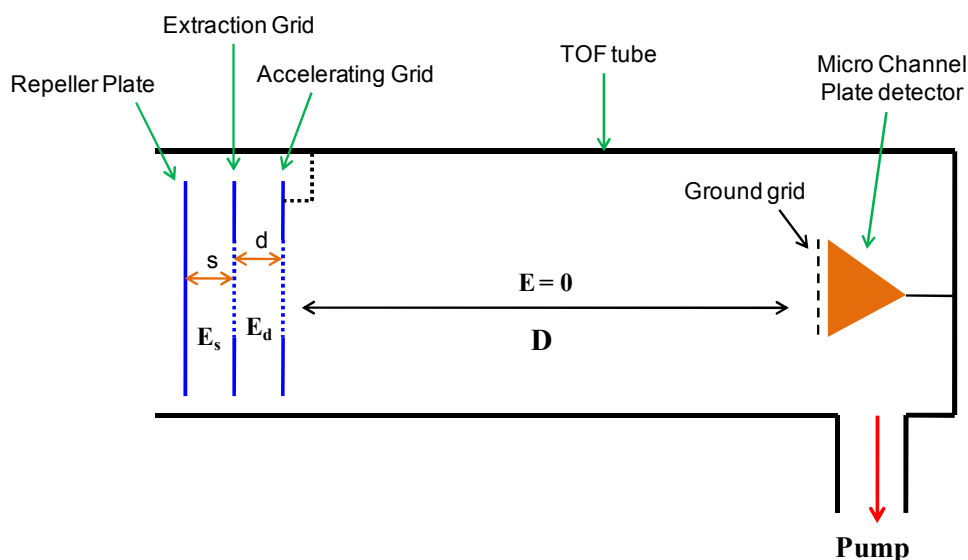 Extraction Grid
TOF tube
Micro Channel
Plate detector
Repeller Plate
Accelerating Grid
Ground grid
s
d
E = 0
Es
Ed
D
Pump